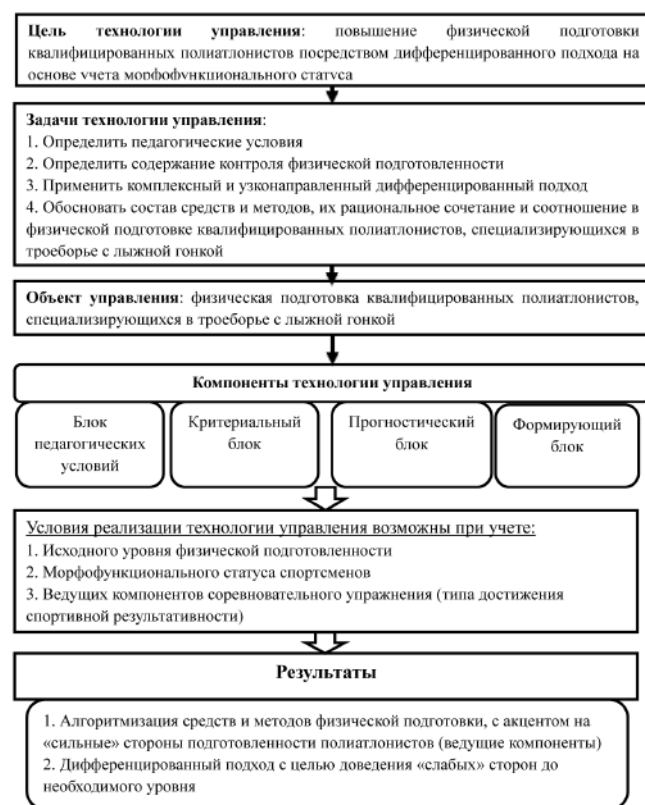 Цель технологии управления: повышение физической подготовки
квалифицированных полиатлонистов посредством дифференцированного подхода на
основе учета морфофункционального статуса
Задачи технологии управления:
1. Определить педагогические условия
2. Определить содержание контроля физической подготовленности
3. Применить комплексный и узконаправленный дифференцированный подход
4. Обосновать состав средств и методов, их рациональное сочетание и соотношение в
физической подготовке квалифицированных полиатлонистов, специализирующихся в
троеборье с лыжной гонкой
Объект управления: физическая подготовка квалифицированных полиатлонистов,
специализирующихся в троеборье с лыжной гонкой
Компоненты технологии управления
Блок
педагогических
условий
Критериальный
блок
Прогностический
блок
Формирующий
блок
Условия реализации технологии управления возможны при учете:
1. Исходного уровня физической подготовленности
2. Морфофункционального статуса спортсменов
3. Ведущих компонентов соревновательного упражнения (типа достижения
спортивной результативности)
Результаты
1. Алгоритмизация средств и методов физической подготовки, с акцентом на
«сильные» стороны подготовленности полиатлонистов (ведущие компоненты)
2. Дифференцированный подход с целью доведения «слабых» сторон до
необходимого уровня